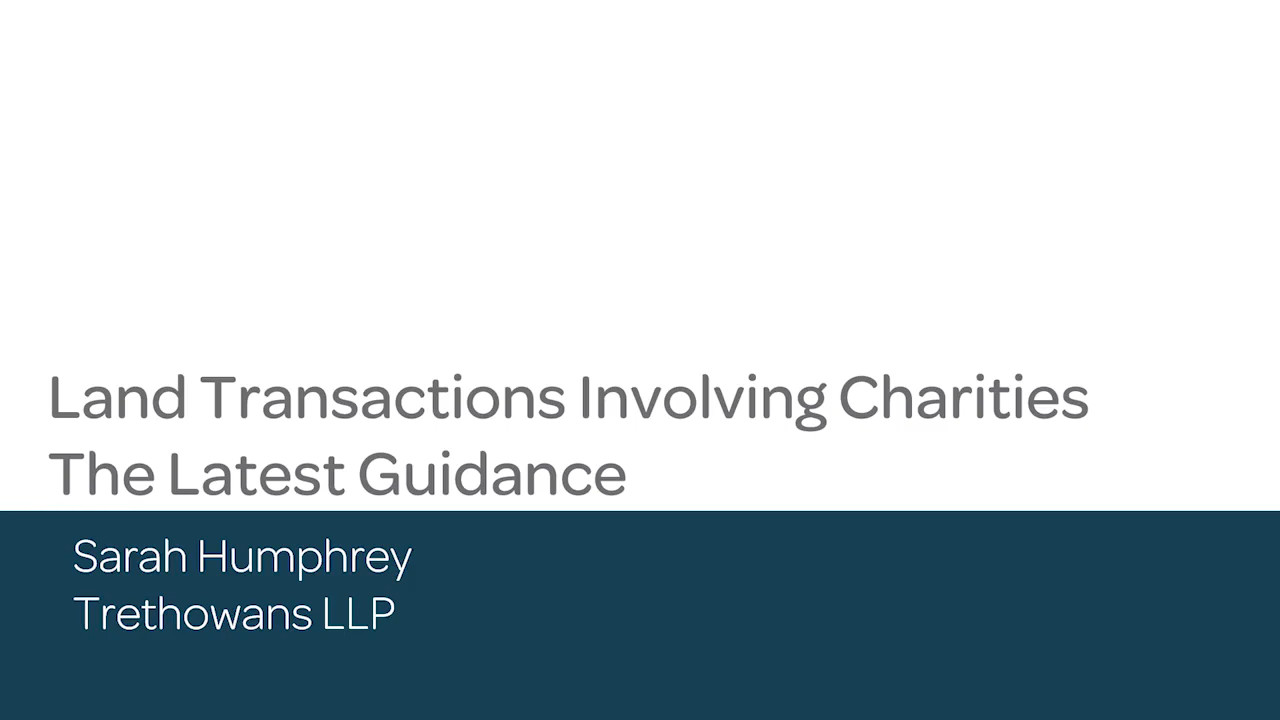 Land Transactions Involving Charities
The Latest Guidance
Sarah Humphrey
Trethowans LLP